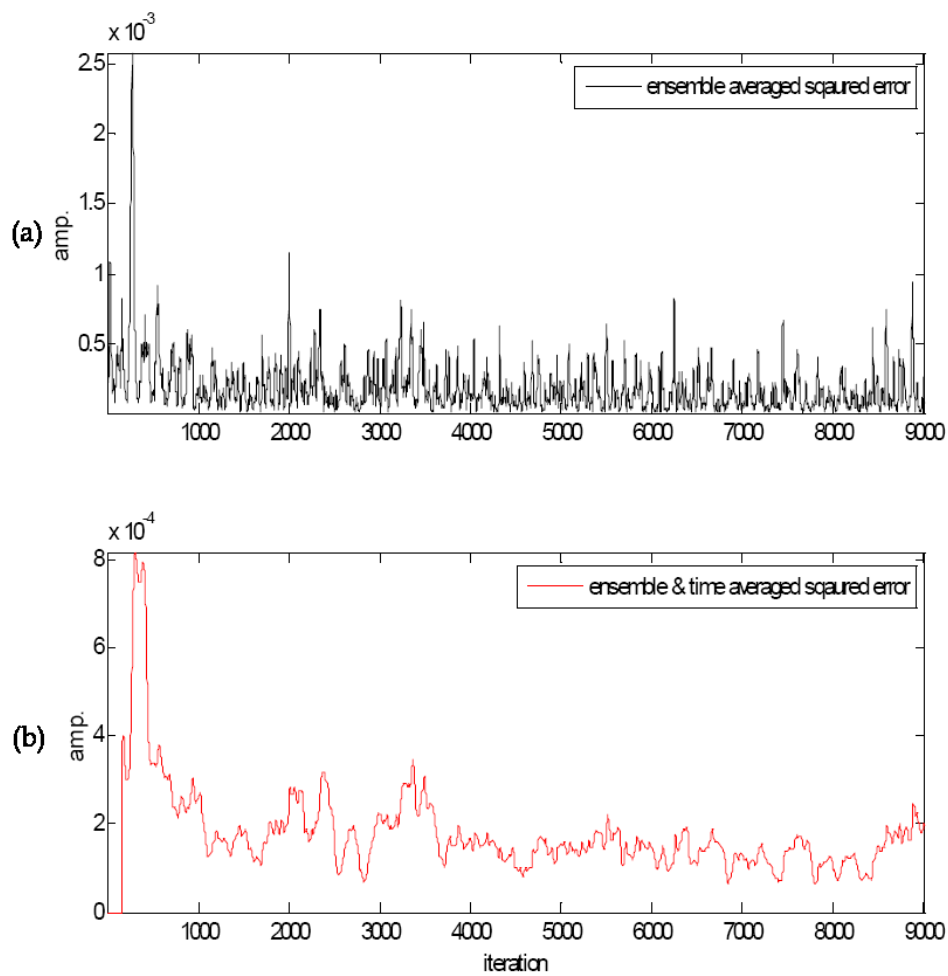 x 10-3
2.5
2
1.5
1
0.5
(a)
amp.
ensemble averaged sqaured error
1000 2000 3000 4000 5000 6000 7000 8000 9000
x 10-4
8
6
4
2
0
(b)
amp.
ensemble & time averaged sqaured error
1000 2000 3000 4000 5000 6000 7000 8000 9000
iteration